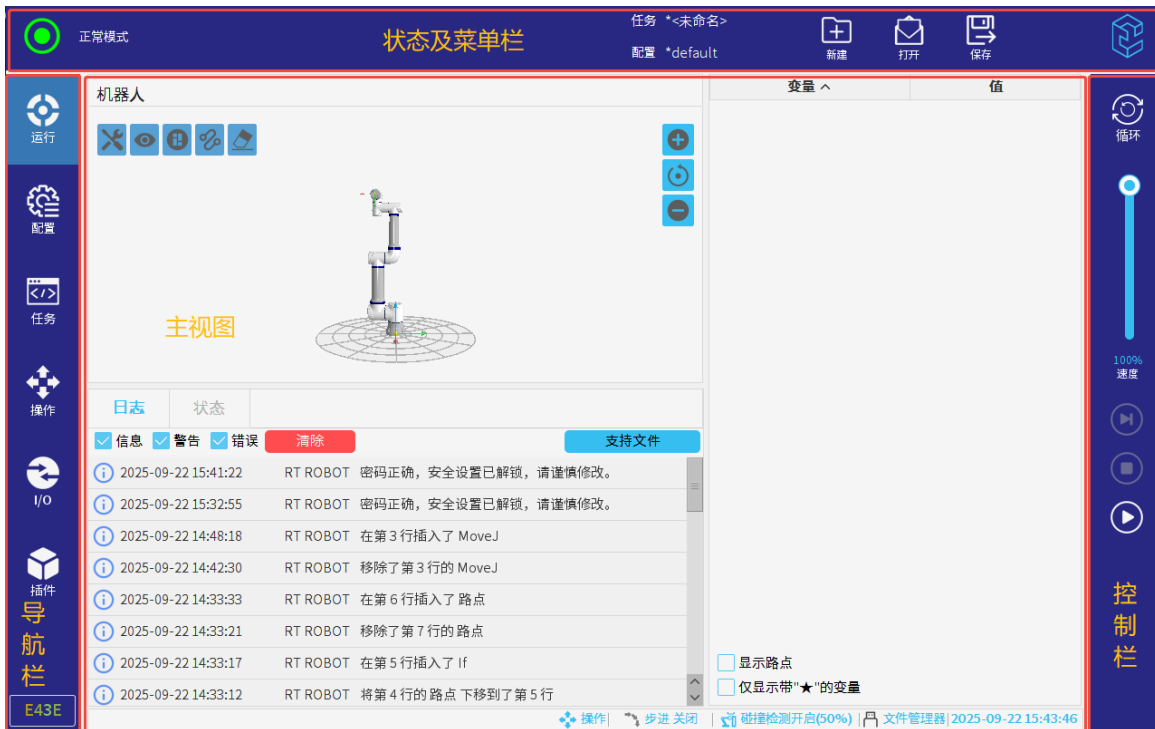 正常模式
状态及菜单栏
任务 *<未命名>
配置 *default
新建
打开
保存
运行
配置
任务
操作
I/O
插件
导航栏
E43E
机器人
主视图
日志
状态
信息 警告 错误 清除 支持文件
2025-09-22 15:41:22 RT ROBOT 密码正确，安全设置已解锁，请谨慎修改。
2025-09-22 15:32:55 RT ROBOT 密码正确，安全设置已解锁，请谨慎修改。
2025-09-22 14:48:18 RT ROBOT 在第 3 行插入了 MoveJ
2025-09-22 14:42:30 RT ROBOT 移除了第 3 行的 MoveJ
2025-09-22 14:33:33 RT ROBOT 在第 6 行插入了 路点
2025-09-22 14:33:21 RT ROBOT 移除了第 7 行的 路点
2025-09-22 14:33:17 RT ROBOT 在第 5 行插入了 If
2025-09-22 14:33:12 RT ROBOT 将第 4 行的 路点 下移到了第 5 行
变量 值
显示路点
仅显示带"★"的变量
操作| 步进 关闭 | 碰撞检测开启(50%) | 文件管理器| 2025-09-22 15:43:46
循环
100%
速度
控制栏